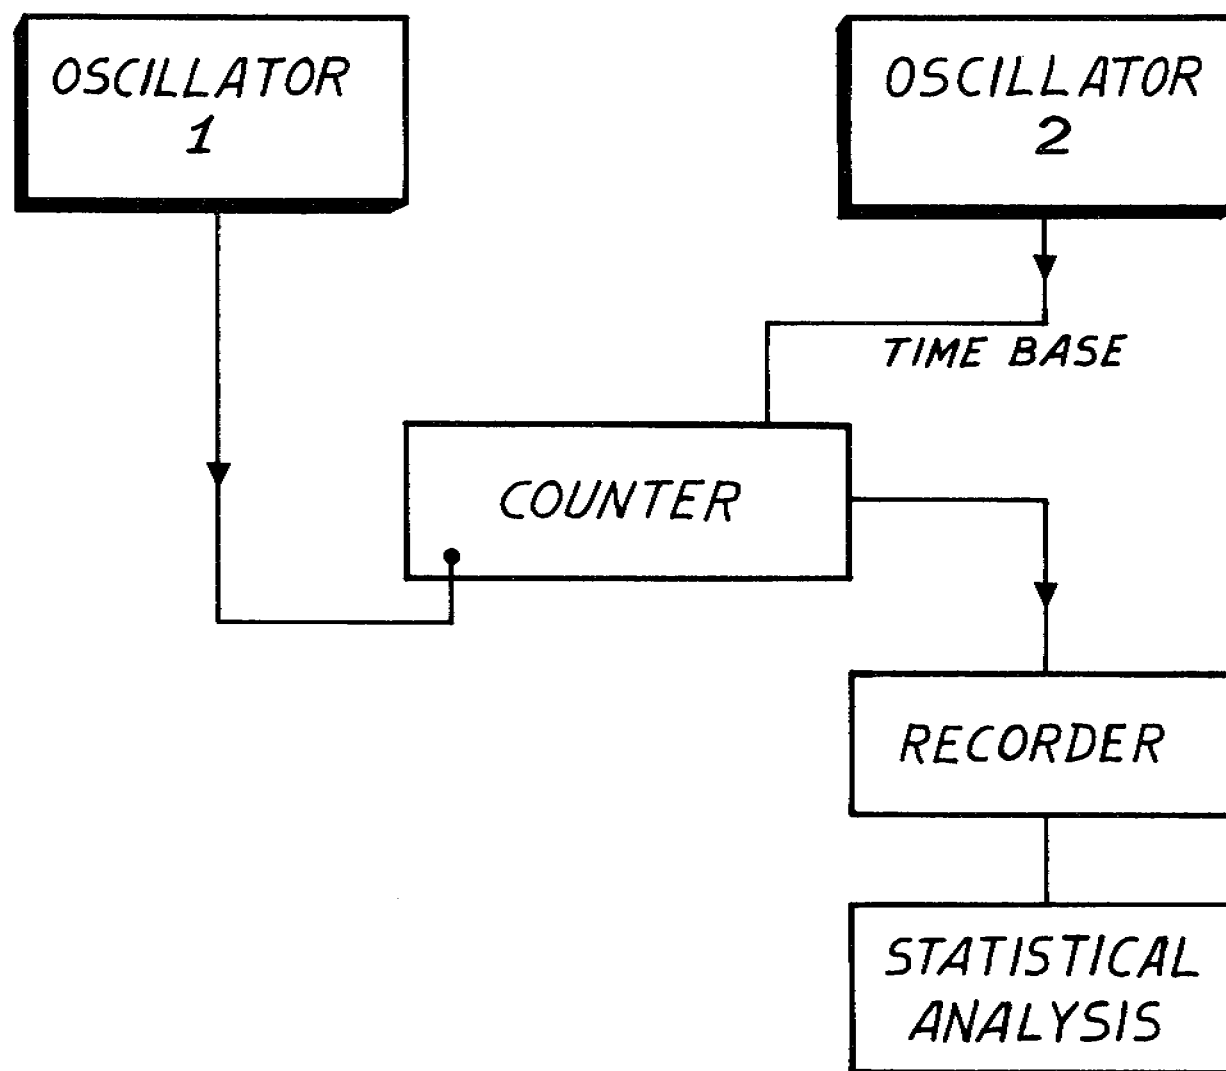 OSCILLATOR
1
OSCILLATOR
2
TIME BASE
COUNTER
RECORDER
STATISTICAL
ANALYSIS